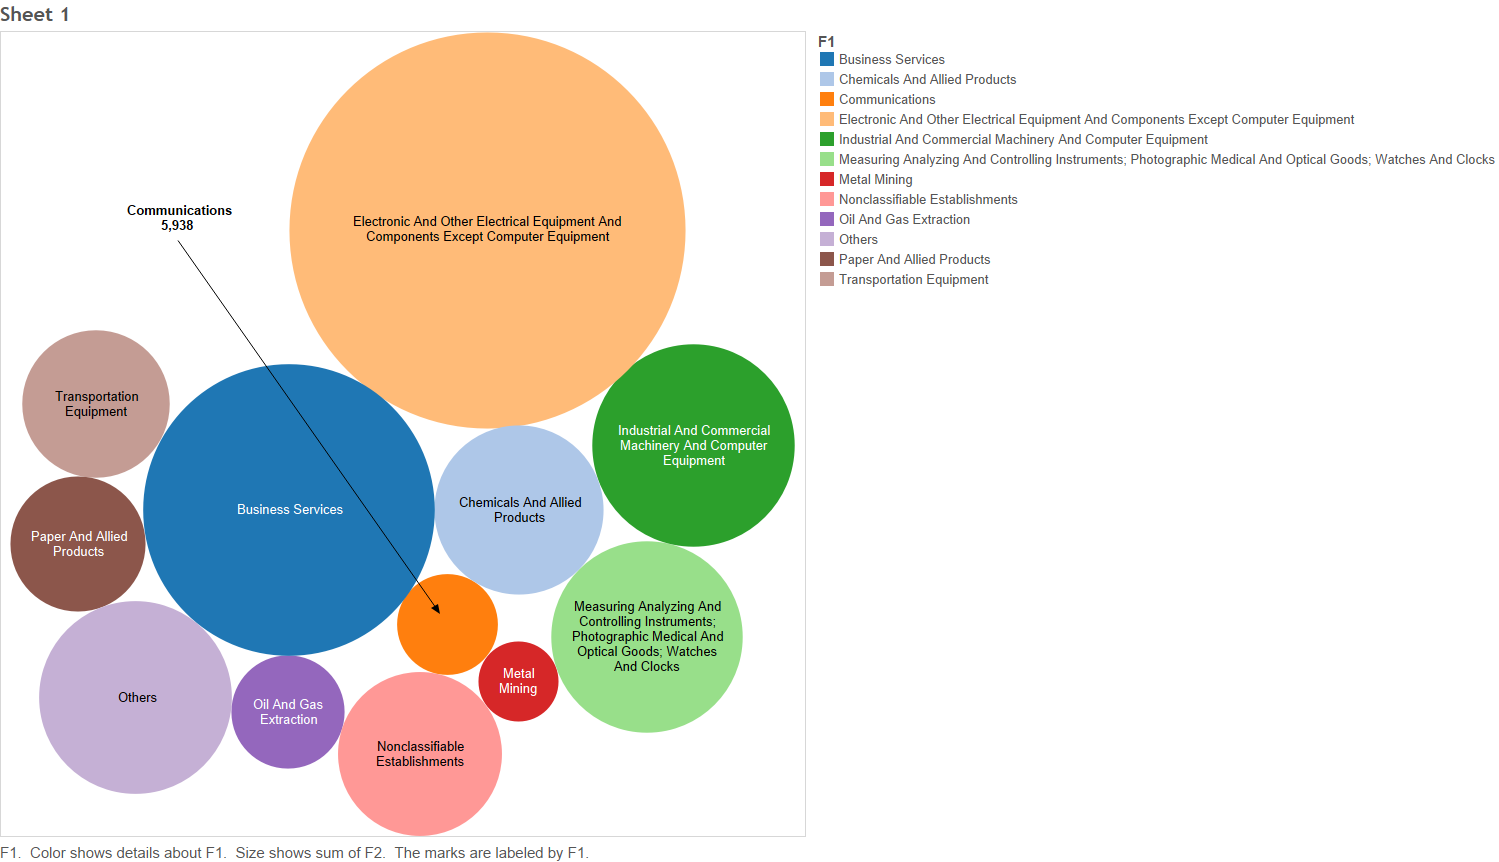 Sheet 1
F1
Business Services
Chemicals And Allied Products
Communications
Electronic And Other Electrical Equipment And Components Except Computer Equipment
Industrial And Commercial Machinery And Computer Equipment
Measuring Analyzing And Controlling Instruments; Photographic Medical And Optical Goods; Watches And Clocks
Metal Mining
Nonclassifiable Establishments
Oil And Gas Extraction
Others
Paper And Allied Products
Transportation Equipment
Electronic And Other Electrical Equipment And
Components Except Computer Equipment
Communications
5,938
Transportation
Equipment
Industrial And Commercial
Machinery And Computer
Equipment
Business Services
Chemicals And Allied
Products
Paper And Allied
Products
Measuring Analyzing And
Controlling Instruments;
Photographic Medical And
Optical Goods; Watches
And Clocks
Metal
Mining
Others
Oil And Gas
Extraction
Nonclassifiable
Establishments
F1.  Color shows details about F1.  Size shows sum of F2.  The marks are labeled by F1.